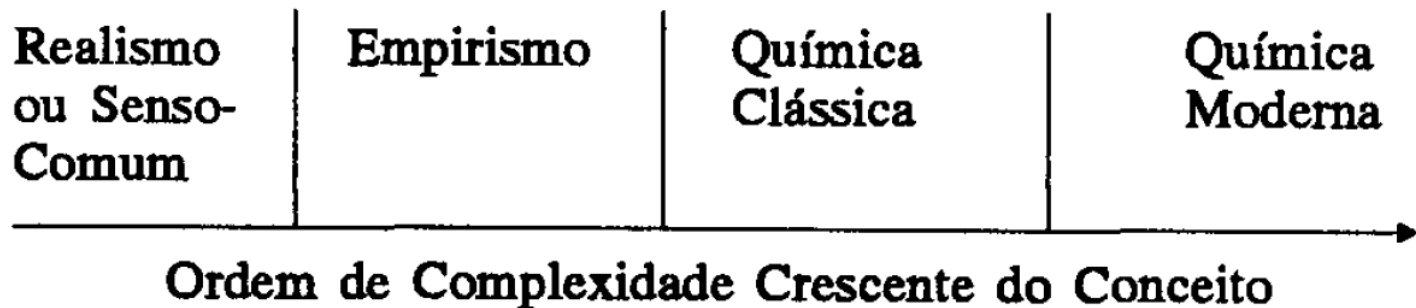 Realismo
ou Senso-
Comum
Empirismo
Química
Clássica
Química
Moderna
Ordem de Complexidade Crescente do Conceito